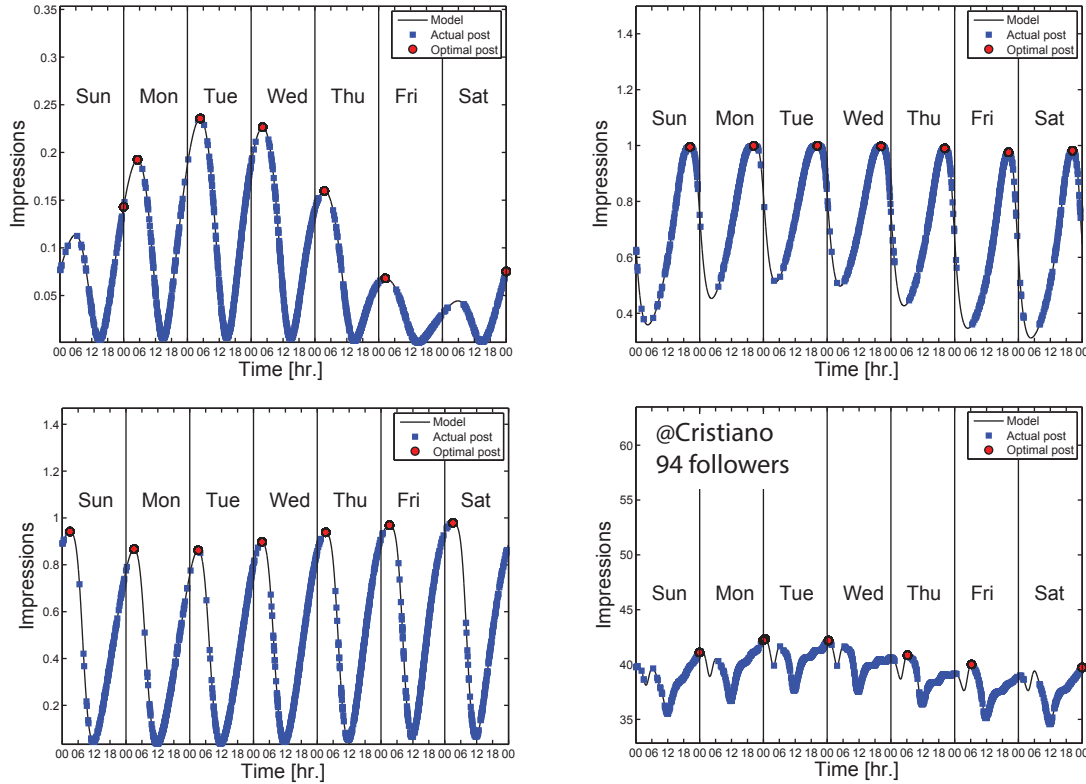 0.35
0.3
0.25
0.2
0.15
0.1
0.05
Impressions
Model
Actual post
Optimal post
Sun Mon Tue Wed Thu Fri Sat
00 06 12 18 00 06 12 18 00 06 12 18 00 06 12 18 00 06 12 18 00 06 12 18 00 06 12 18 00
Time [hr.]
1.4
1.2
1
0.8
0.6
0.4
Impressions
Model
Actual post
Optimal post
Sun Mon Tue Wed Thu Fri Sat
00 06 12 18 00 06 12 18 00 06 12 18 00 06 12 18 00 06 12 18 00 06 12 18 00 06 12 18 00
Time [hr.]
1.4
1.2
1
0.8
0.6
0.4
0.2
Impressions
Model
Actual post
Optimal post
Sun Mon Tue Wed Thu Fri Sat
00 06 12 18 00 06 12 18 00 06 12 18 00 06 12 18 00 06 12 18 00 06 12 18 00 06 12 18 00
Time [hr.]
60
55
50
45
40
35
Impressions
@Cristiano
94 followers
Model
Actual post
Optimal post
Sun Mon Tue Wed Thu Fri Sat
00 06 12 18 00 06 12 18 00 06 12 18 00 06 12 18 00 06 12 18 00 06 12 18 00 06 12 18 00
Time [hr.]